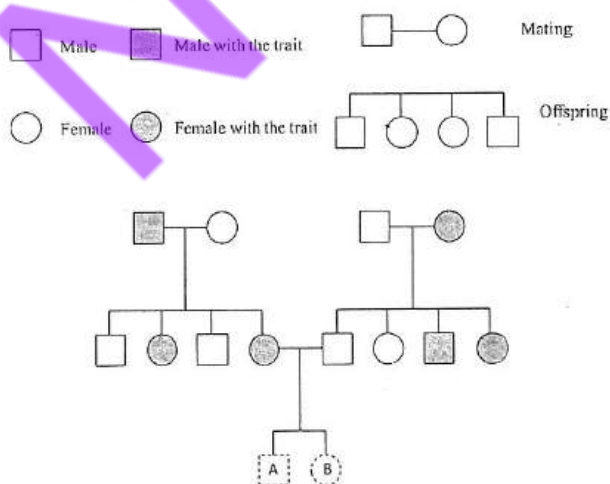 Male
Male with the trait
Mating
Female
Female with the trait
Offspring
A
B